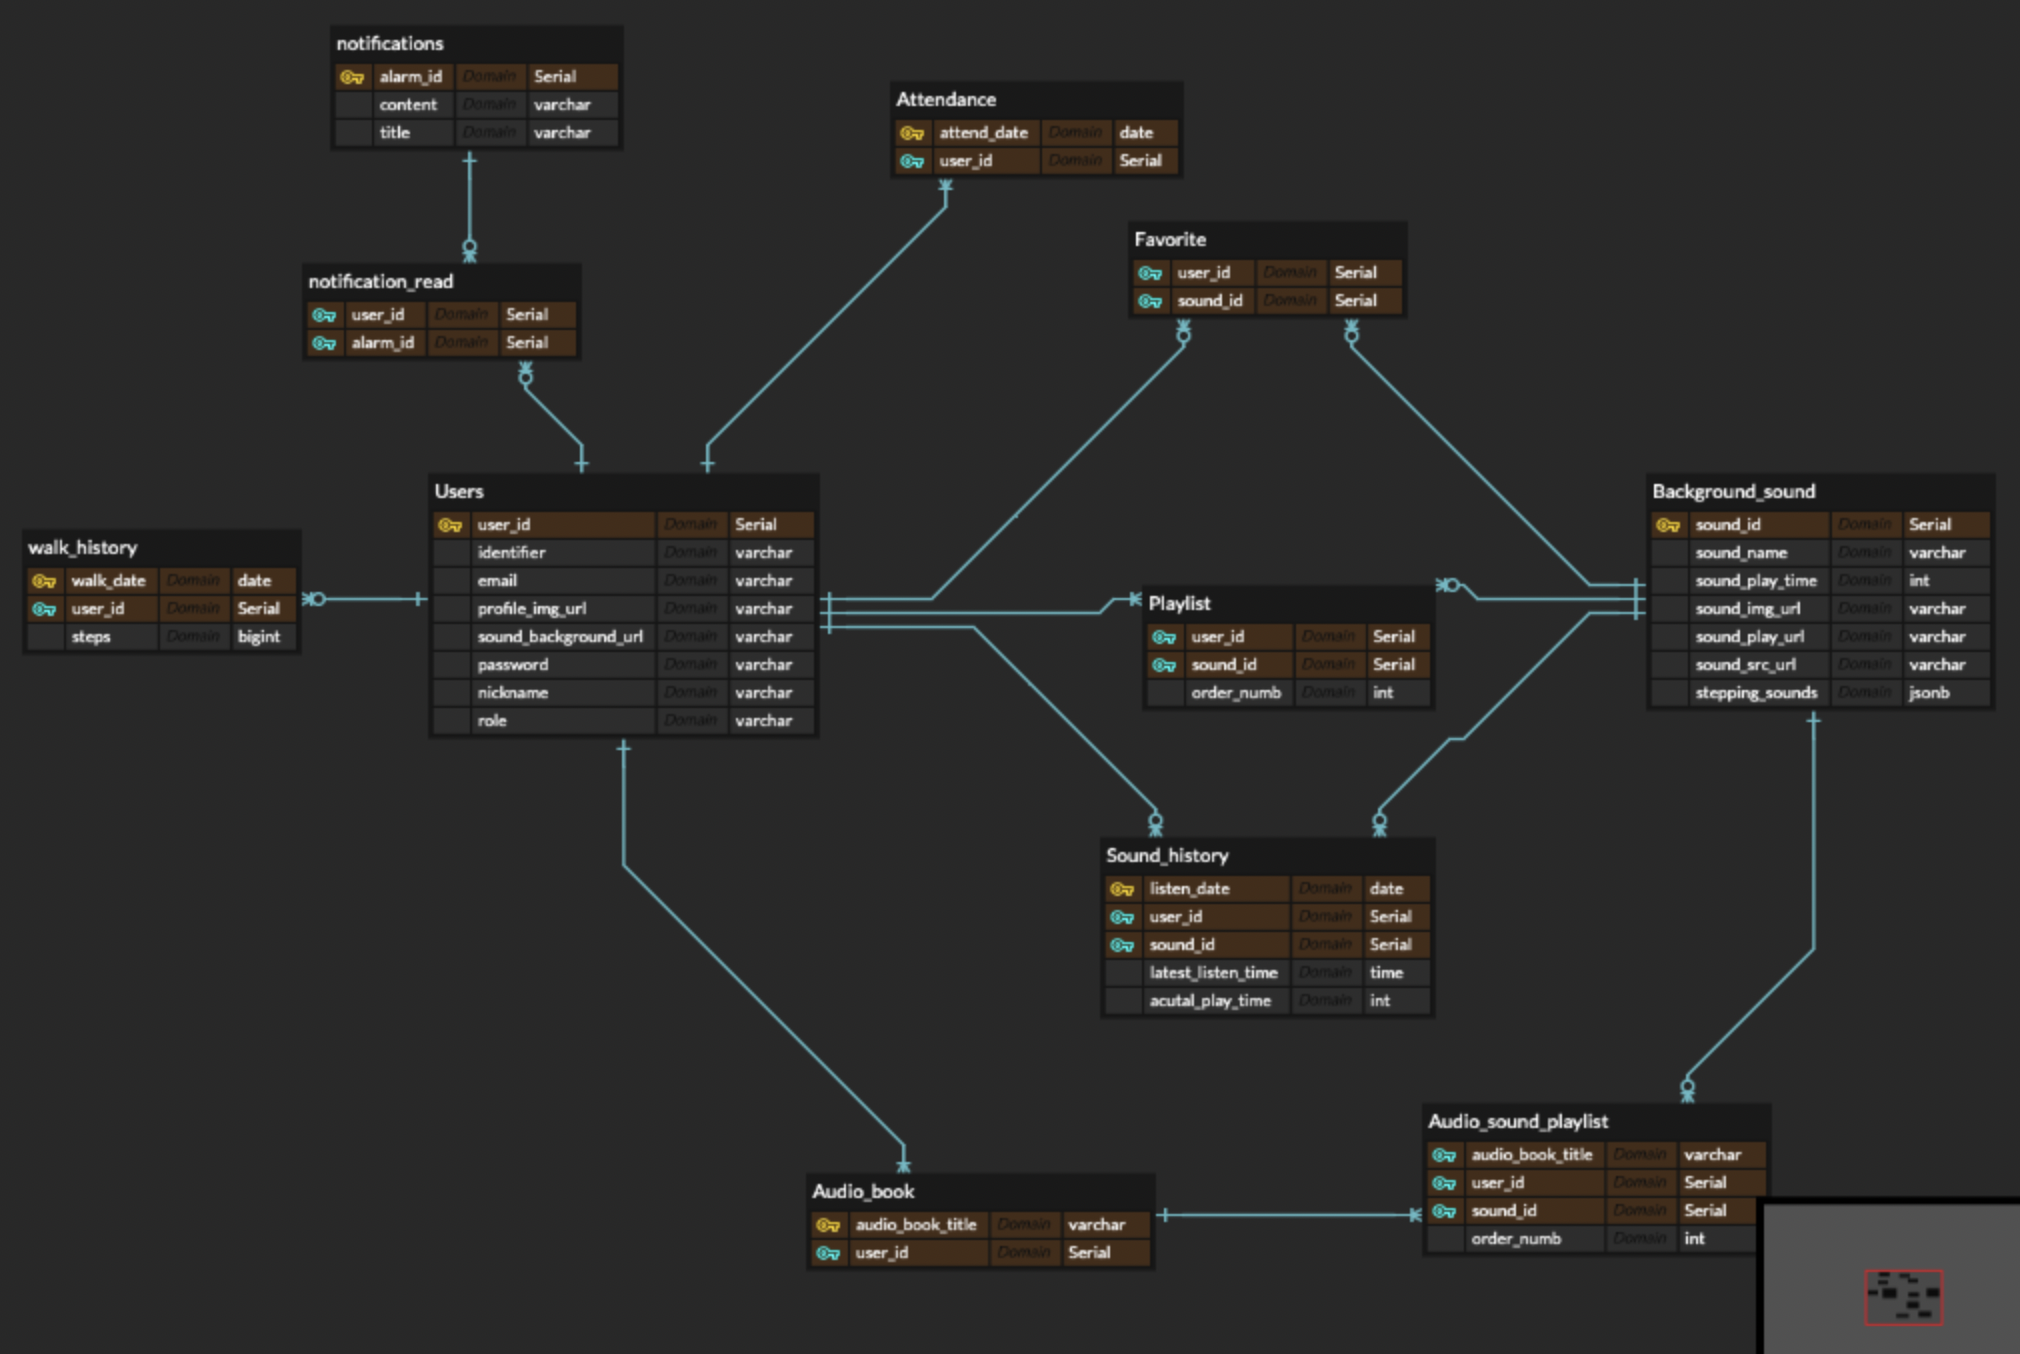 notifications
alarm_id Domain Serial
content Domain varchar
title Domain varchar
Attendance
attend_date Domain date
user_id Domain Serial
Favorite
user_id Domain Serial
sound_id Domain Serial
notification_read
user_id Domain Serial
alarm_id Domain Serial
Users
user_id Domain Serial
identifier Domain varchar
email Domain varchar
profile_img_url Domain varchar
sound_background_url Domain varchar
password Domain varchar
nickname Domain varchar
role Domain varchar
Background_sound
sound_id Domain Serial
sound_name Domain varchar
sound_play_time Domain int
sound_img_url Domain varchar
sound_play_url Domain varchar
sound_src_url Domain varchar
stepping_sounds Domain jsonb
walk_history
walk_date Domain date
user_id Domain Serial
steps Domain bigint
Playlist
user_id Domain Serial
sound_id Domain Serial
order_numb Domain int
Sound_history
listen_date Domain date
user_id Domain Serial
sound_id Domain Serial
latest_listen_time Domain time
acutal_play_time Domain int
Audio_sound_playlist
audio_book_title Domain varchar
user_id Domain Serial
sound_id Domain Serial
order_numb Domain int
Audio_book
audio_book_title Domain varchar
user_id Domain Serial